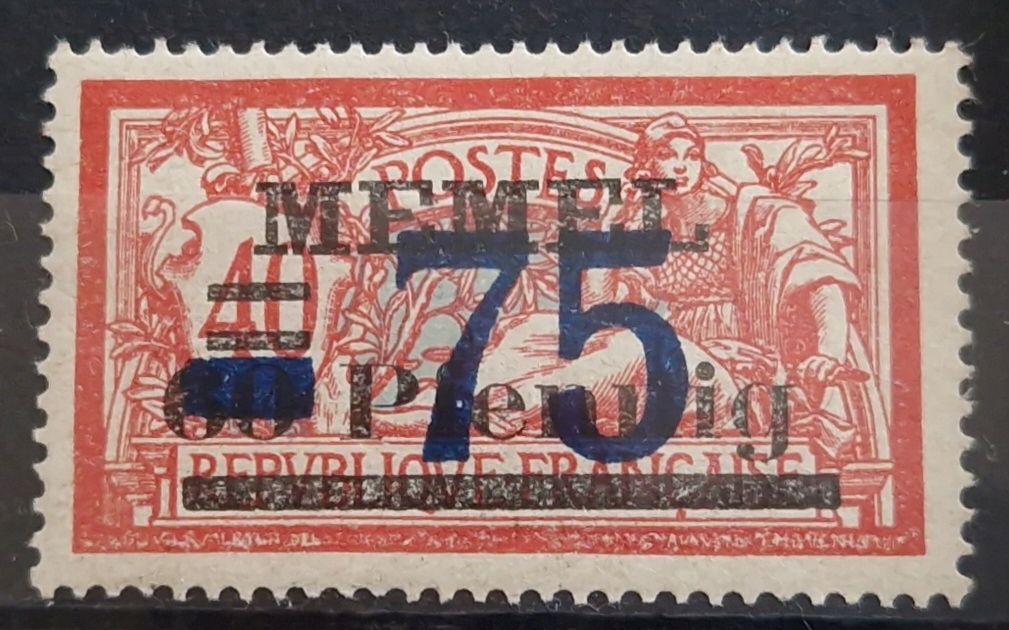 POSTES
MEMEL
40
75
60 Pfennig
REPVBLIQVE FRANÇAISE